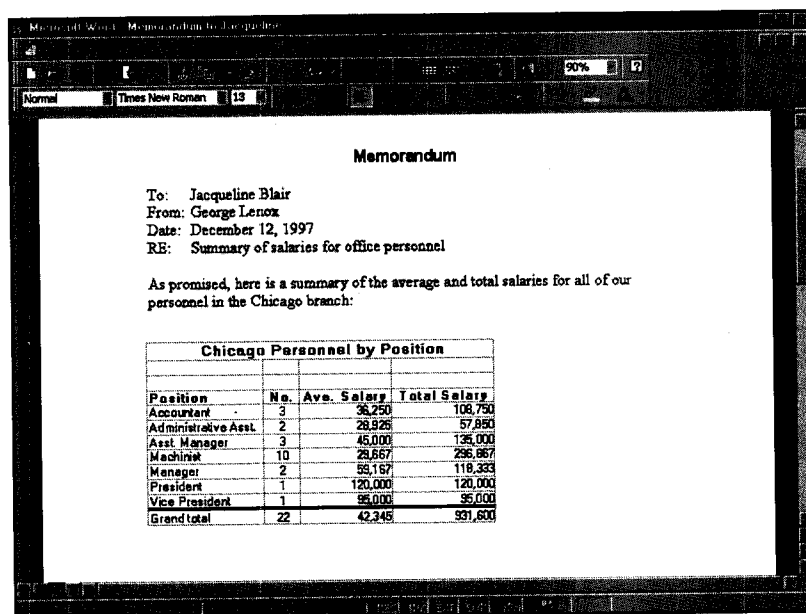 Microsoft Word - Memorandum to Jacqueline
90%
Normal Times New Roman 13
Memorandum
To: Jacqueline Blair
From: George Lenox
Date: December 12, 1997
RE: Summary of salaries for office personnel
As promised, here is a summary of the average and total salaries for all of our
personnel in the Chicago branch:
Chicago Personnel by Position
Position No. Ave. Salary Total Salary
Accountant 3 36,250 108,750
Administrative Asst. 2 28,925 57,850
Asst. Manager 3 45,000 135,000
Machinist 10 29,667 296,667
Manager 2 59,167 118,333
President 1 120,000 120,000
Vice President 1 95,000 95,000
Grand total 22 42,345 931,600